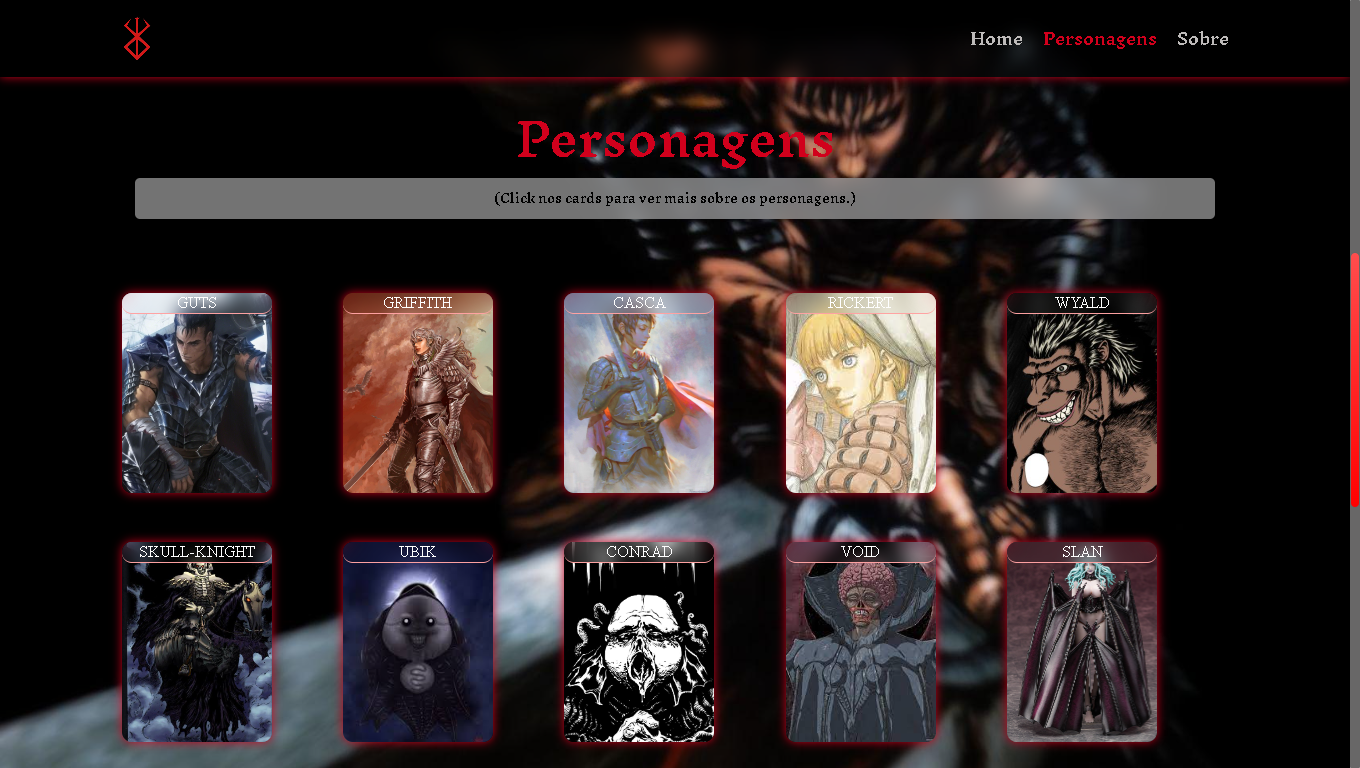 Home Personagens Sobre
Personagens
(Click nos cards para ver mais sobre os personagens.)
GUTS GRIFFITH CASCA RICKERT WYALD
SKULL-KNIGHT UBIK CONRAD VOID SLAN